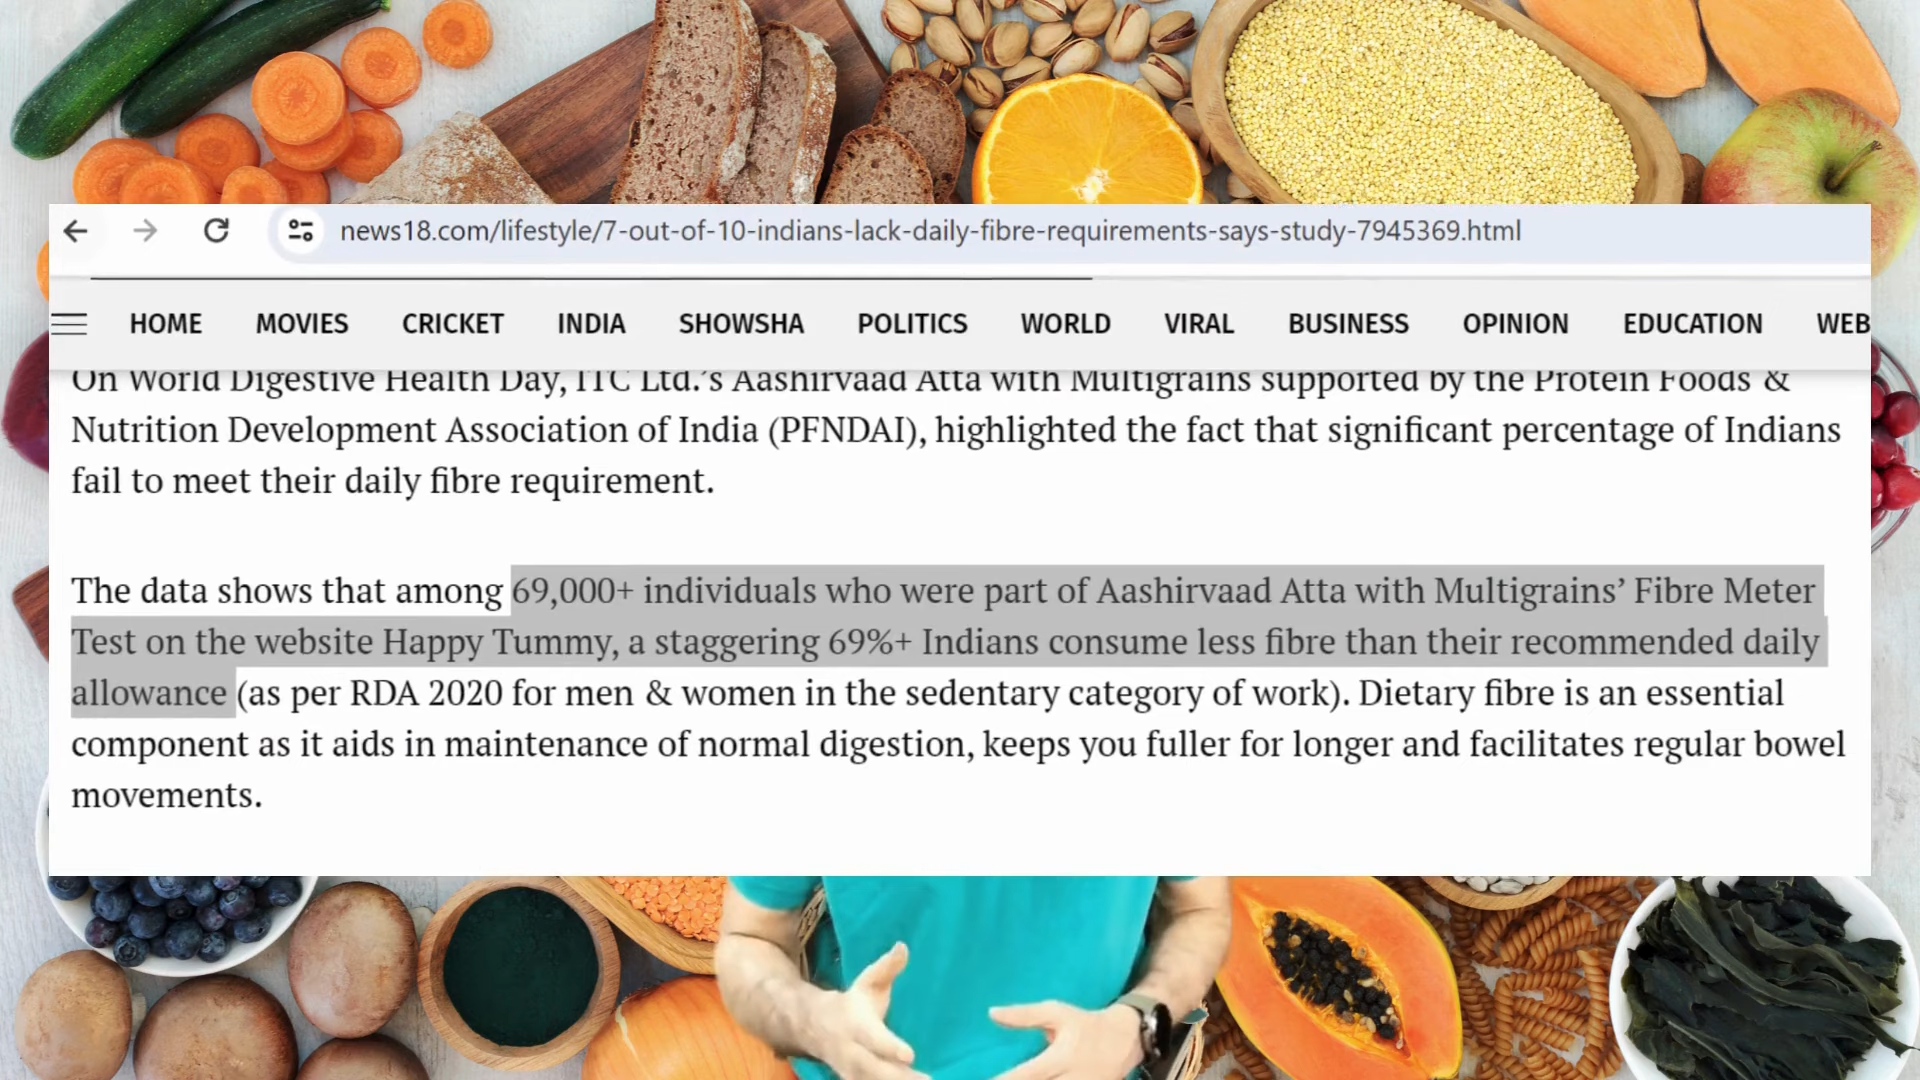 news18.com/lifestyle/7-out-of-10-indians-lack-daily-fibre-requirements-says-study-7945369.html
HOME MOVIES CRICKET INDIA SHOWSHA POLITICS WORLD VIRAL BUSINESS OPINION EDUCATION WEB
On World Digestive Health Day, ITC Ltd.’s Aashirvaad Atta with Multigrains supported by the Protein Foods &
Nutrition Development Association of India (PFNDAI), highlighted the fact that significant percentage of Indians
fail to meet their daily fibre requirement.
The data shows that among 69,000+ individuals who were part of Aashirvaad Atta with Multigrains’ Fibre Meter
Test on the website Happy Tummy, a staggering 69%+ Indians consume less fibre than their recommended daily
allowance (as per RDA 2020 for men & women in the sedentary category of work). Dietary fibre is an essential
component as it aids in maintenance of normal digestion, keeps you fuller for longer and facilitates regular bowel
movements.